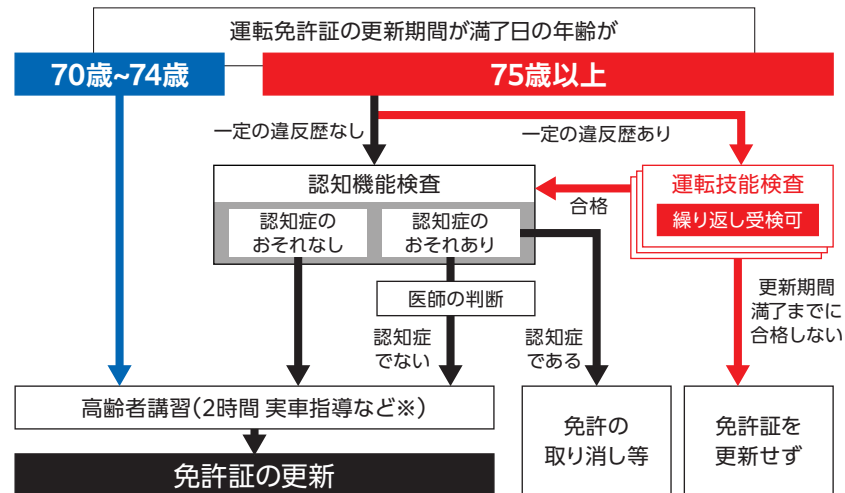 運転免許証の更新期間が満了日の年齢が
70歳~74歳
75歳以上
一定の違反歴なし
一定の違反歴あり
認知機能検査
認知症の
おそれなし
認知症の
おそれあり
合格
運転技能検査
繰り返し受検可
医師の判断
認知症
でない
認知症
である
更新期間
満了までに
合格しない
高齢者講習(2時間 実車指導など※)
免許証の更新
免許の
取り消し等
免許証を
更新せず